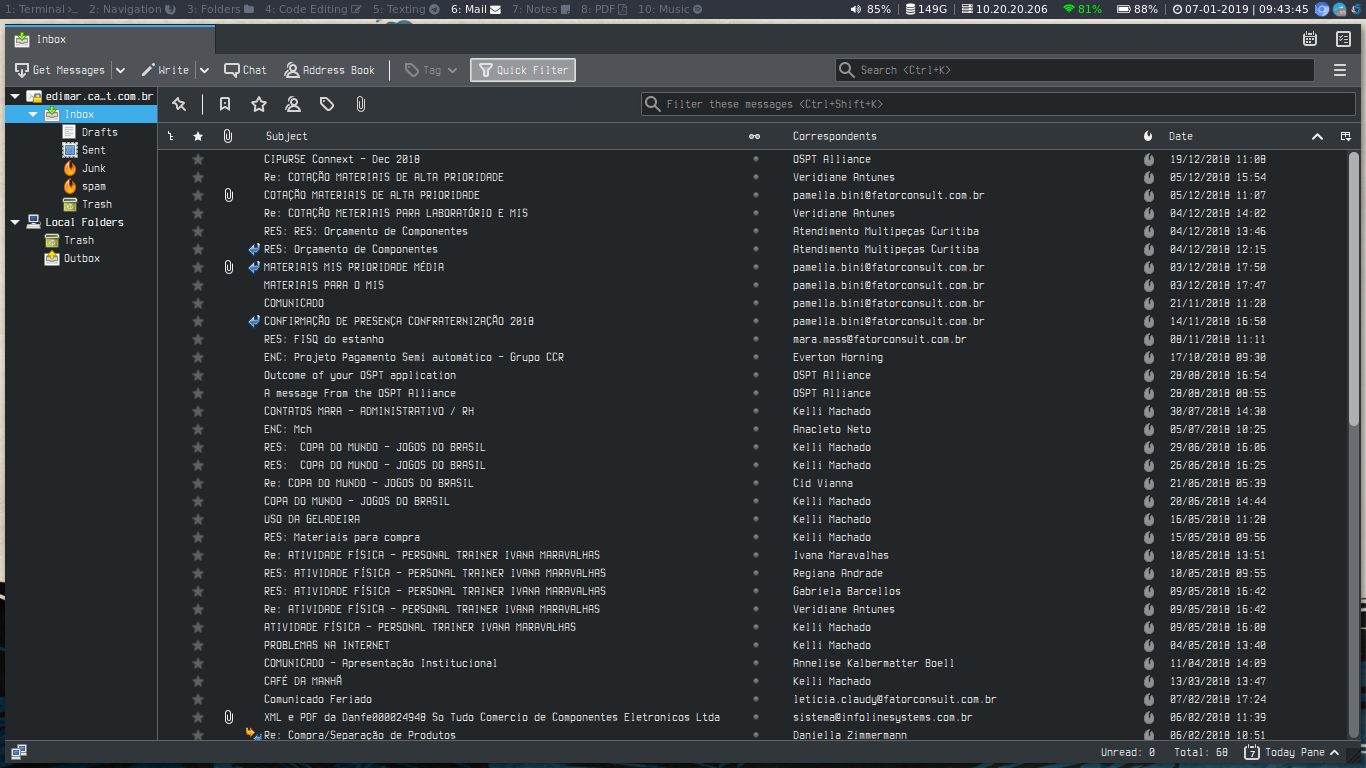 1: Terminal 2: Navigation 3: Folders 4: Code Editing 5: Texting 6: Mail 7: Notes 8: PDF 10: Music 85% | 149G | 10.20.20.206 81% 88% | 07-01-2019 | 09:43:45
Inbox
Get Messages Write Chat Address Book Tag Quick Filter Search <Ctrl+K>
edimar.ca…t.com.br
Inbox
Drafts
Sent
Junk
spam
Trash
Local Folders
Trash
Outbox
Filter these messages <Ctrl+Shift+K>
Subject Correspondents Date
CIPURSE Connext - Dec 2018 OSPT Alliance 19/12/2018 11:08
Re: COTAÇÃO MATERIAIS DE ALTA PRIORIDADE Veridiane Antunes 05/12/2018 15:54
COTAÇÃO MATERIAIS DE ALTA PRIORIDADE pamella.bini@fatorconsult.com.br 05/12/2018 11:07
Re: COTAÇÃO METERIAIS PARA LABORATÓRIO E MIS Veridiane Antunes 04/12/2018 14:02
RES: RES: Orçamento de Componentes Atendimento Multipeças Curitiba 04/12/2018 13:46
RES: Orçamento de Componentes Atendimento Multipeças Curitiba 04/12/2018 12:15
MATERIAIS MIS PRIORIDADE MÉDIA pamella.bini@fatorconsult.com.br 03/12/2018 17:50
MATERIAIS PARA O MIS pamella.bini@fatorconsult.com.br 03/12/2018 17:47
COMUNICADO pamella.bini@fatorconsult.com.br 21/11/2018 11:20
CONFIRMAÇÃO DE PRESENÇA CONFRATERNIZAÇÃO 2018 pamella.bini@fatorconsult.com.br 14/11/2018 16:50
RES: FISQ do estanho mara.mass@fatorconsult.com.br 08/11/2018 11:11
ENC: Projeto Pagamento Semi automático - Grupo CCR Everton Horning 17/10/2018 09:30
Outcome of your OSPT application OSPT Alliance 28/08/2018 16:54
A message From the OSPT Alliance OSPT Alliance 28/08/2018 08:55
CONTATOS MARA - ADMINISTRATIVO / RH Kelli Machado 30/07/2018 14:30
ENC: Mch Anacleto Neto 05/07/2018 10:25
RES: COPA DO MUNDO - JOGOS DO BRASIL Kelli Machado 29/06/2018 16:06
RES: COPA DO MUNDO - JOGOS DO BRASIL Kelli Machado 26/06/2018 16:25
Re: COPA DO MUNDO - JOGOS DO BRASIL Cid Vianna 21/06/2018 05:39
COPA DO MUNDO - JOGOS DO BRASIL Kelli Machado 20/06/2018 14:44
USO DA GELADEIRA Kelli Machado 16/05/2018 11:28
RES: Materiais para compra Kelli Machado 15/05/2018 09:56
Re: ATIVIDADE FÍSICA - PERSONAL TRAINER IVANA MARAVALHAS Ivana Maravalhas 10/05/2018 13:51
RES: ATIVIDADE FÍSICA - PERSONAL TRAINER IVANA MARAVALHAS Regiana Andrade 10/05/2018 09:55
RES: ATIVIDADE FÍSICA - PERSONAL TRAINER IVANA MARAVALHAS Gabriela Barcellos 09/05/2018 16:42
Re: ATIVIDADE FÍSICA - PERSONAL TRAINER IVANA MARAVALHAS Veridiane Antunes 09/05/2018 16:42
ATIVIDADE FÍSICA - PERSONAL TRAINER IVANA MARAVALHAS Kelli Machado 09/05/2018 16:08
PROBLEMAS NA INTERNET Kelli Machado 04/05/2018 13:40
COMUNICADO - Apresentação Institucional Annelise Kalbermatter Boell 11/04/2018 14:09
CAFÉ DA MANHÃ Kelli Machado 13/03/2018 13:47
Comunicado Feriado leticia.claudy@fatorconsult.com.br 07/02/2018 17:24
XML e PDF da Danfe000024948 So Tudo Comercio de Componentes Eletronicos Ltda sistema@infolinesystems.com.br 06/02/2018 11:39
Re: Compra/Separação de Produtos Daniella Zimmermann 06/02/2018 10:51
Unread: 0 Total: 68 7 Today Pane